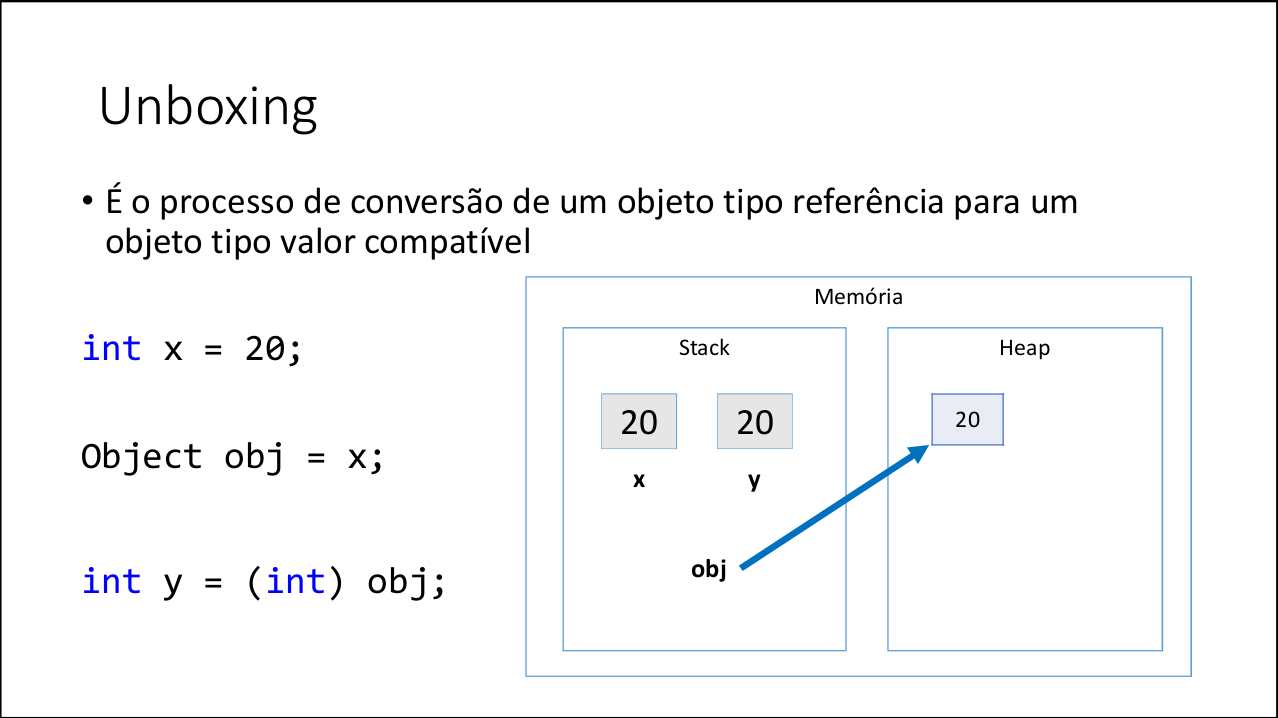 Unboxing
• É o processo de conversão de um objeto tipo referência para um
objeto tipo valor compatível
int x = 20;
Object obj = x;
int y = (int) obj;
Memória
Stack
20 20
x y
obj
Heap
20